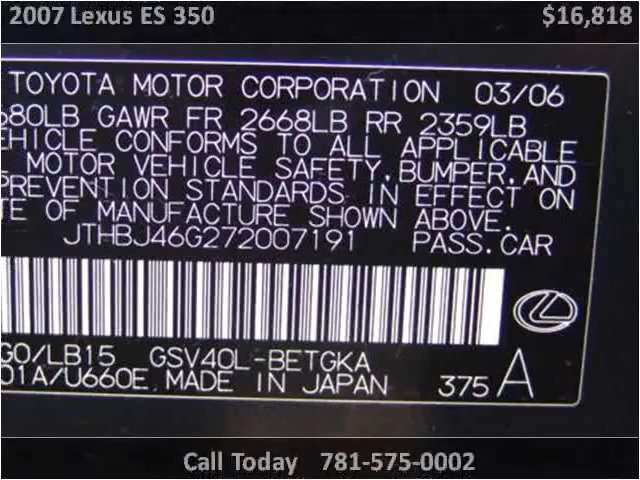 2007 Lexus ES 350 $16,818
TOYOTA MOTOR CORPORATION 03/06
680LB GAWR FR 2668LB RR 2359LB
EHICLE CONFORMS TO ALL APPLICABLE
MOTOR VEHICLE SAFETY, BUMPER, AND
PREVENTION STANDARDS IN EFFECT ON
TE OF MANUFACTURE SHOWN ABOVE.
JTHBJ46G272007191 PASS.CAR
GO/LB15 GSV40L-BETGKA
01A/U660E MADE IN JAPAN 375 A
Call Today 781-575-0002